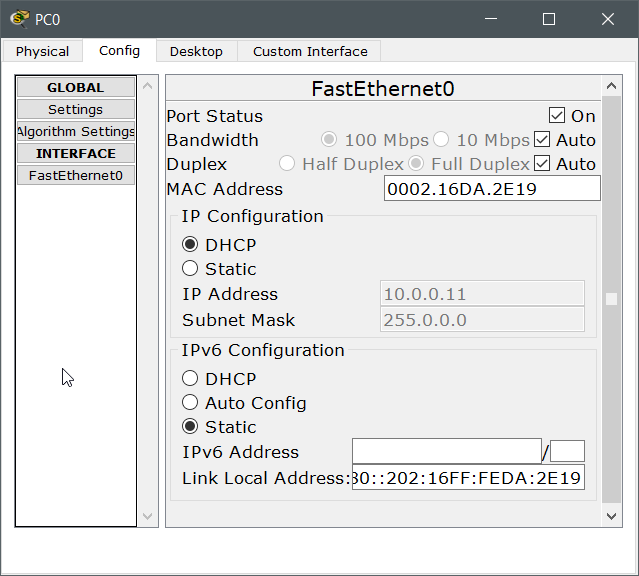 PC0
Physical Config Desktop Custom Interface
GLOBAL
Settings
Algorithm Settings
INTERFACE
FastEthernet0
FastEthernet0
Port Status On
Bandwidth 100 Mbps 10 Mbps Auto
Duplex Half Duplex Full Duplex Auto
MAC Address 0002.16DA.2E19
IP Configuration
DHCP
Static
IP Address 10.0.0.11
Subnet Mask 255.0.0.0
IPv6 Configuration
DHCP
Auto Config
Static
IPv6 Address /
Link Local Address: 80::202:16FF:FEDA:2E19